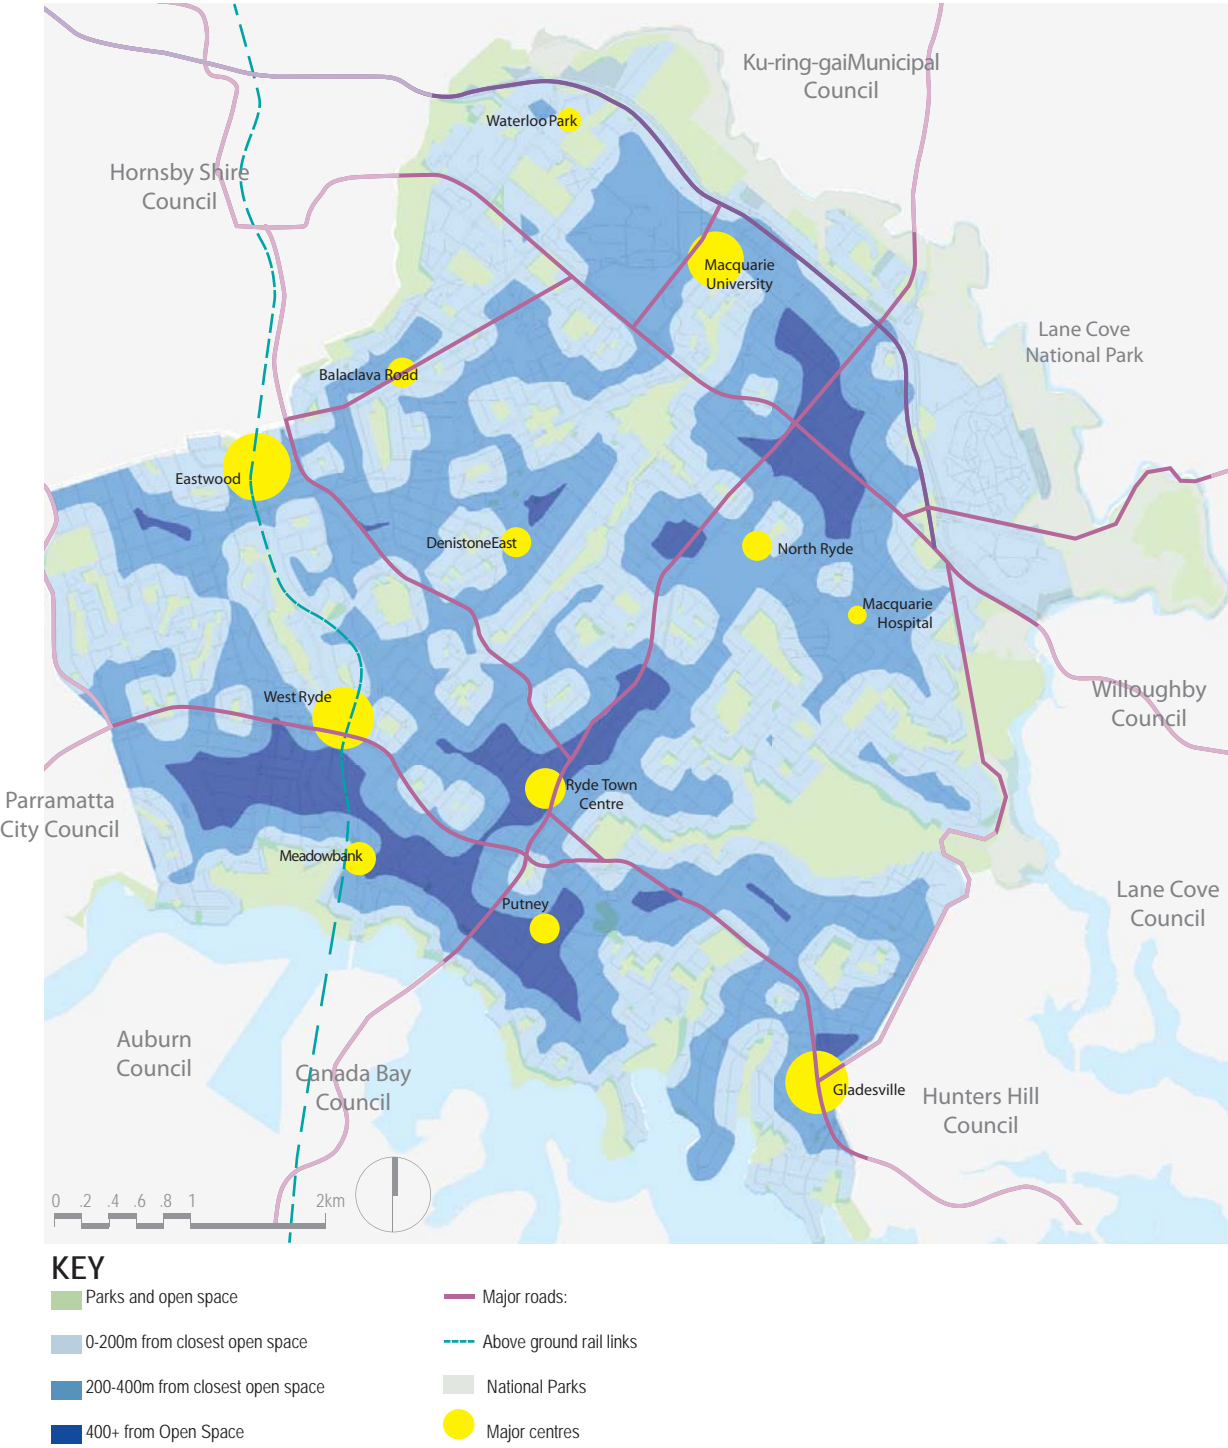 Ku-ring-gaiMunicipal
Council
WaterlooPark
Hornsby Shire
Council
Macquarie
University
Lane Cove
National Park
Balaclava Road
Eastwood
DenistoneEast
North Ryde
Macquarie
Hospital
West Ryde
Willoughby
Council
Ryde Town
Centre
Parramatta
City Council
Meadowbank
Putney
Lane Cove
Council
Auburn
Council
Canada Bay
Council
Gladesville
Hunters Hill
Council
0 .2 .4 .6 .8 1 2km
KEY
Parks and open space
0-200m from closest open space
200-400m from closest open space
400+ from Open Space
Major roads:
Above ground rail links
National Parks
Major centres